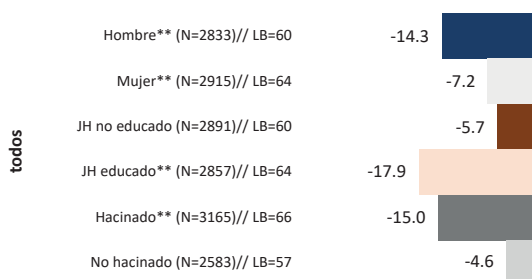 todos
Hombre** (N=2833)// LB=60 -14.3
Mujer** (N=2915)// LB=64 -7.2
JH no educado (N=2891)// LB=60 -5.7
JH educado** (N=2857)// LB=64 -17.9
Hacinado** (N=3165)// LB=66 -15.0
No hacinado (N=2583)// LB=57 -4.6